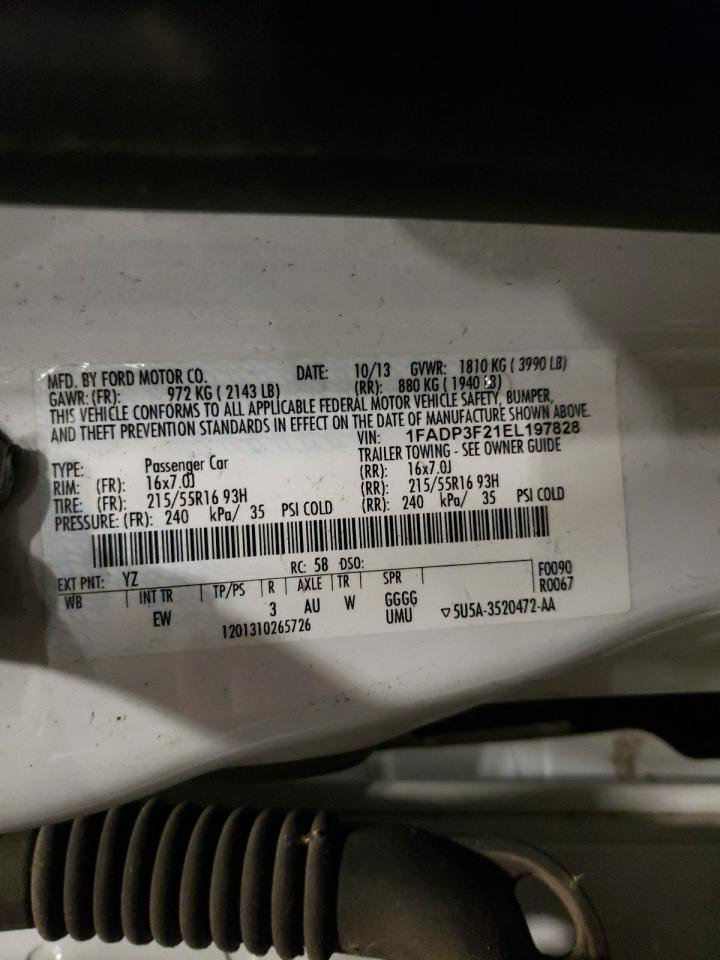 MFD. BY FORD MOTOR CO. DATE: 10/13 GVWR: 1810 KG ( 3990 LB)
GAWR: (FR): 972 KG ( 2143 LB) (RR): 880 KG ( 1940 LB)
THIS VEHICLE CONFORMS TO ALL APPLICABLE FEDERAL MOTOR VEHICLE SAFETY, BUMPER,
AND THEFT PREVENTION STANDARDS IN EFFECT ON THE DATE OF MANUFACTURE SHOWN ABOVE.
VIN: 1FADP3F21EL197828
TYPE: Passenger Car TRAILER TOWING - SEE OWNER GUIDE
RIM: (FR): 16x7.0J (RR): 16x7.0J
TIRE: (FR): 215/55R16 93H (RR): 215/55R16 93H
PRESSURE: (FR): 240 kPa/ 35 PSI COLD (RR): 240 kPa/ 35 PSI COLD
EXT PNT: YZ RC: 58 DSO: F0090
WB INT TR TP/PS R AXLE TR SPR R0067
EW 3 AU W GGGG
1201310265726 UMU ▽5U5A-3520472-AA